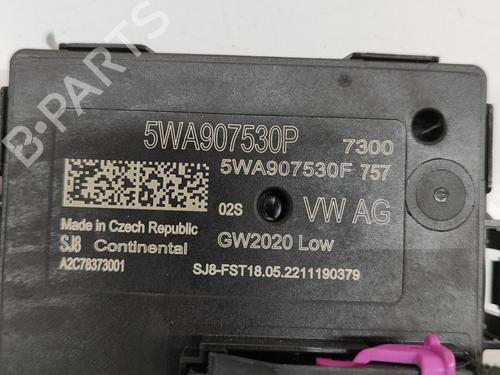 B-PARTS
5WA907530P 7300
5WA907530F 757
02S VW AG
Made in Czech Republic
SJ8 Continental GW2020 Low
A2C78373001 SJ8-FST18.05.2211190379